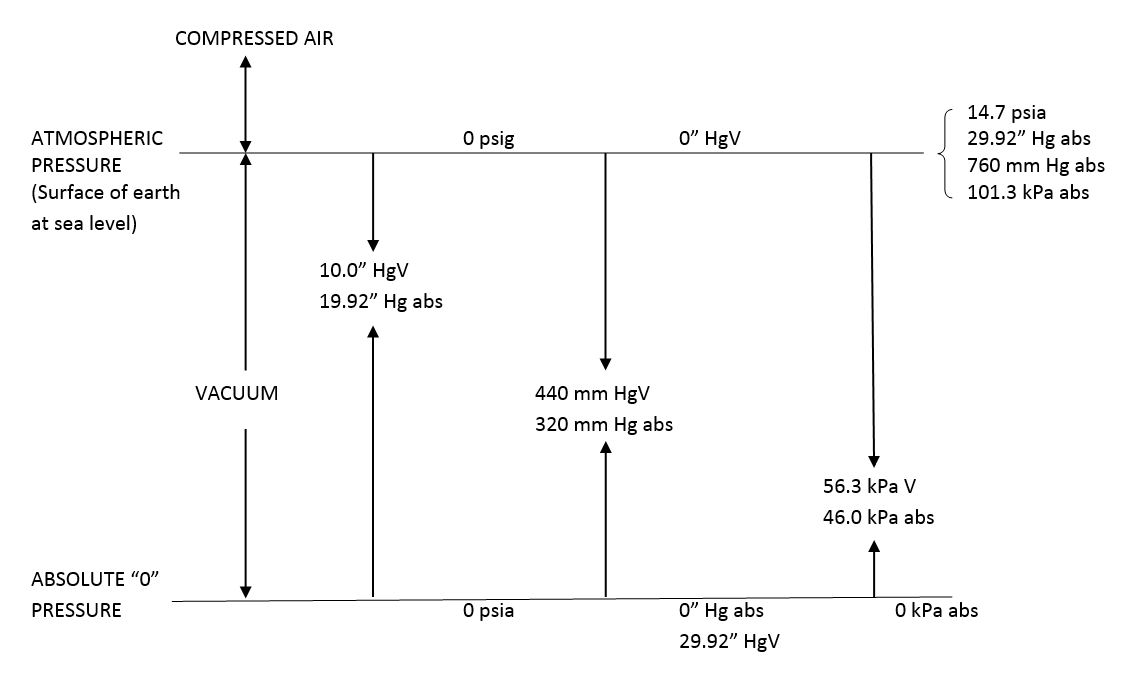 COMPRESSED AIR
ATMOSPHERIC
PRESSURE
(Surface of earth
at sea level)
0 psig
0” HgV
14.7 psia
29.92” Hg abs
760 mm Hg abs
101.3 kPa abs
10.0” HgV
19.92” Hg abs
VACUUM
440 mm HgV
320 mm Hg abs
56.3 kPa V
46.0 kPa abs
ABSOLUTE “0”
PRESSURE
0 psia
0” Hg abs
29.92” HgV
0 kPa abs